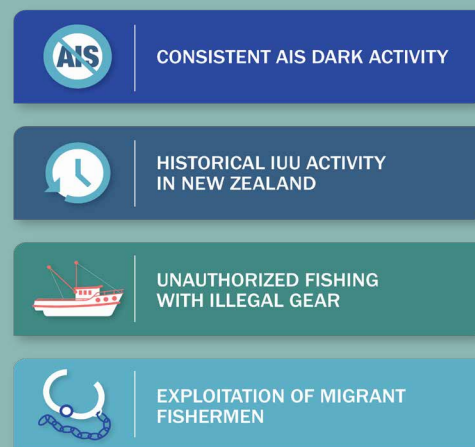 AIS
CONSISTENT AIS DARK ACTIVITY
HISTORICAL IUU ACTIVITY
IN NEW ZEALAND
UNAUTHORIZED FISHING
WITH ILLEGAL GEAR
EXPLOITATION OF MIGRANT
FISHERMEN